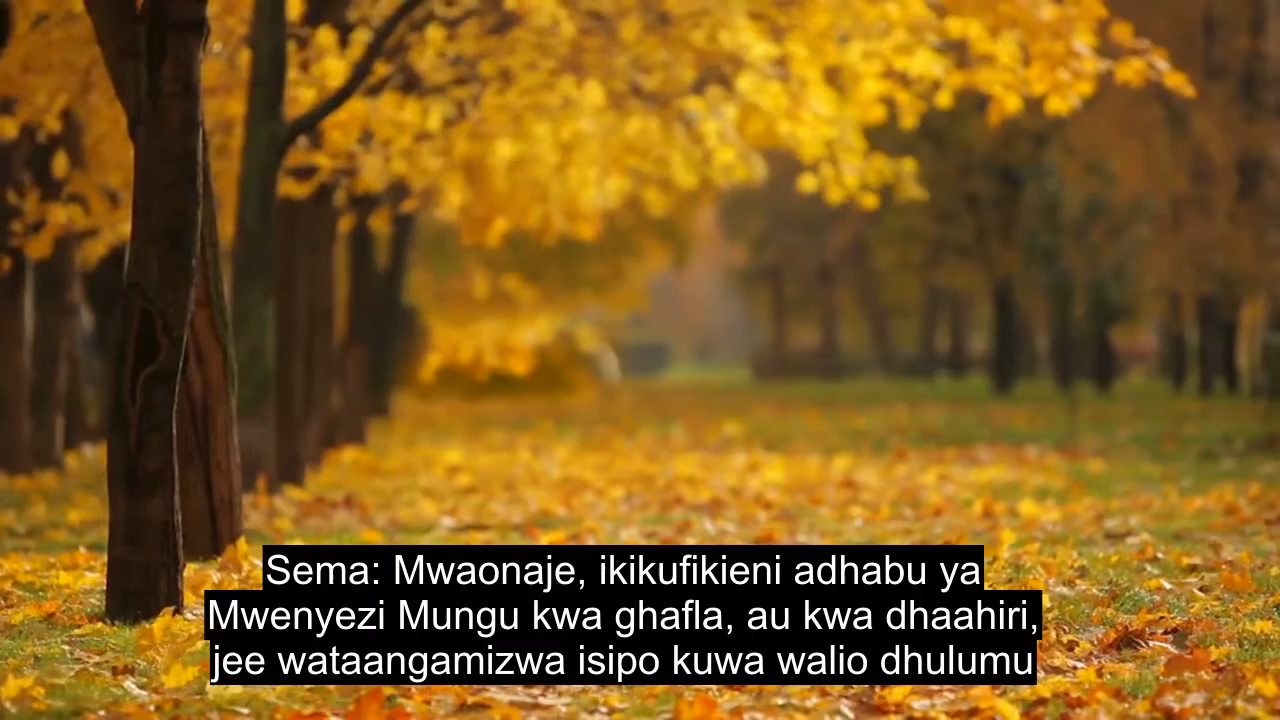 Sema: Mwaonaje, ikikufikieni adhabu ya
Mwenyezi Mungu kwa ghafla, au kwa dhaahiri,
jee wataangamizwa isipo kuwa walio dhulumu